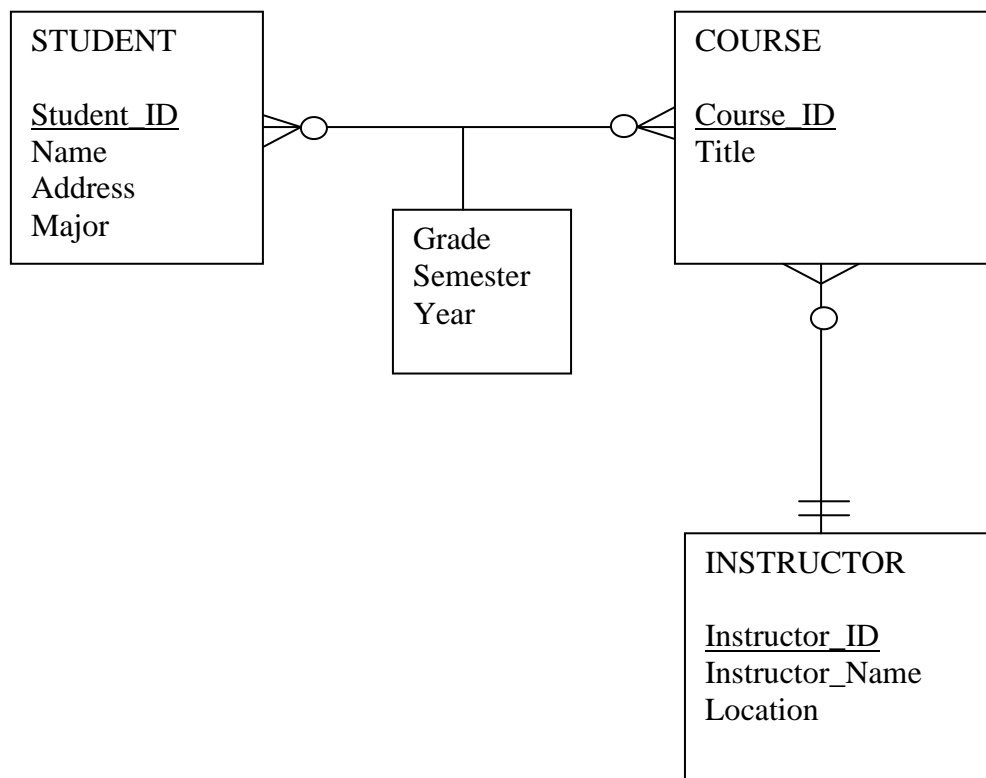 STUDENT
Student_ID
Name
Address
Major
COURSE
Course_ID
Title
Grade
Semester
Year
INSTRUCTOR
Instructor_ID
Instructor_Name
Location